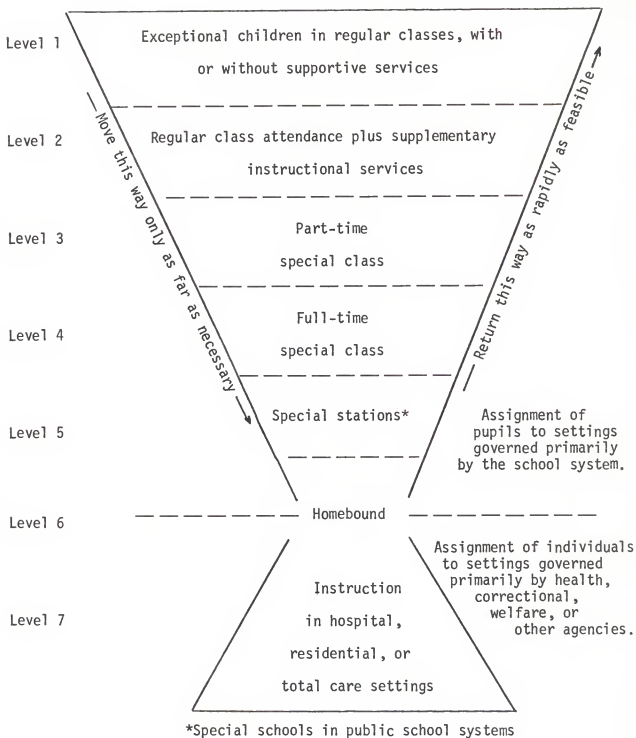 Level 1
Exceptional children in regular classes, with
or without supportive services
Move this way only as far as necessary
Return this way as rapidly as feasible
Level 2
Regular class attendance plus supplementary
instructional services
Level 3
Part-time
special class
Level 4
Full-time
special class
Level 5
Special stations*
Assignment of
pupils to settings
governed primarily
by the school system.
Level 6
Homebound
Assignment of individuals
to settings governed
primarily by health,
correctional,
welfare, or
other agencies.
Level 7
Instruction
in hospital,
residential, or
total care settings
*Special schools in public school systems